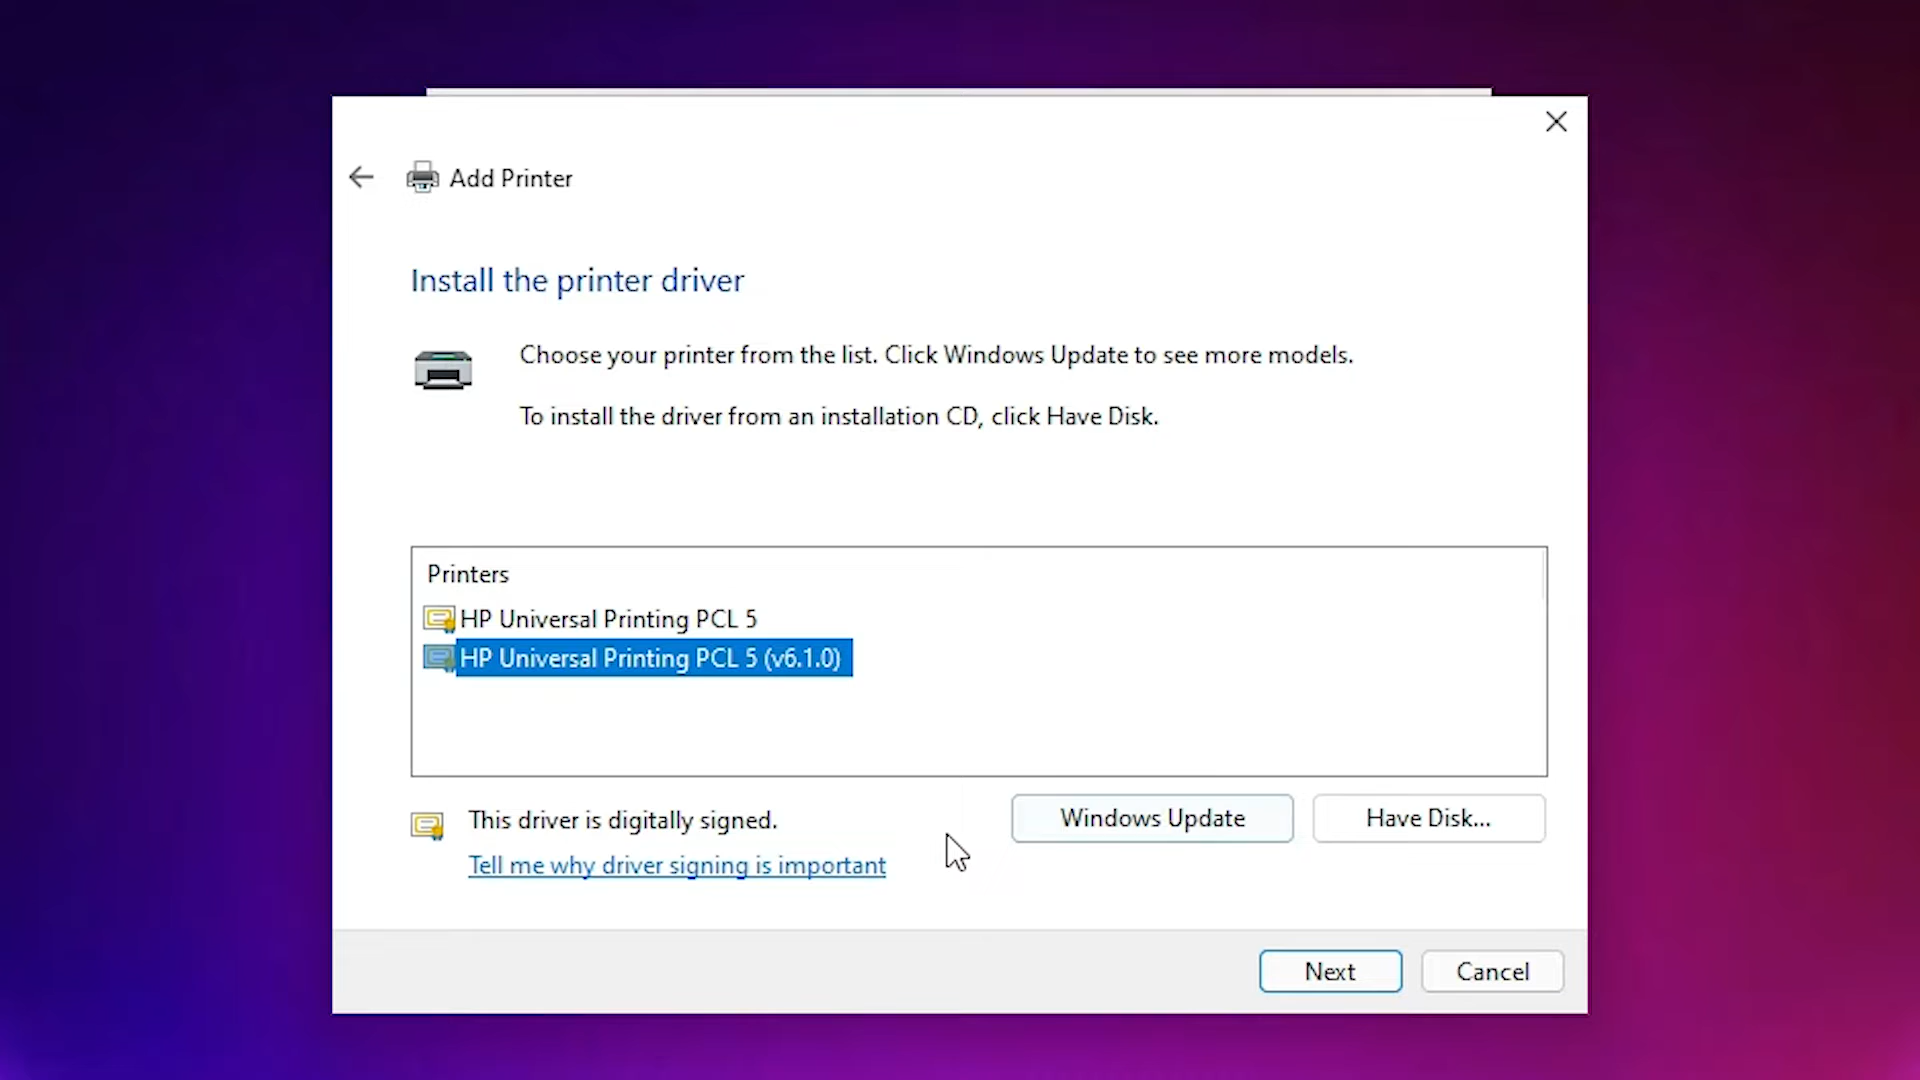 Add Printer
Install the printer driver
Choose your printer from the list. Click Windows Update to see more models.
To install the driver from an installation CD, click Have Disk.
Printers
HP Universal Printing PCL 5
HP Universal Printing PCL 5 (v6.1.0)
This driver is digitally signed.
Tell me why driver signing is important
Windows Update
Have Disk...
Next
Cancel